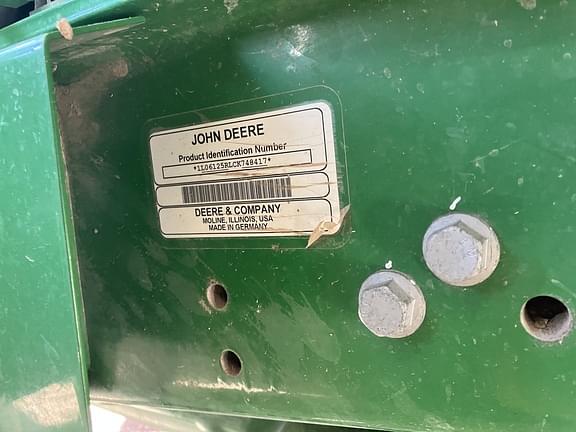 JOHN DEERE
Product Identification Number
*1L06125RLCK748417*
DEERE & COMPANY
MOLINE, ILLINOIS, USA
MADE IN GERMANY